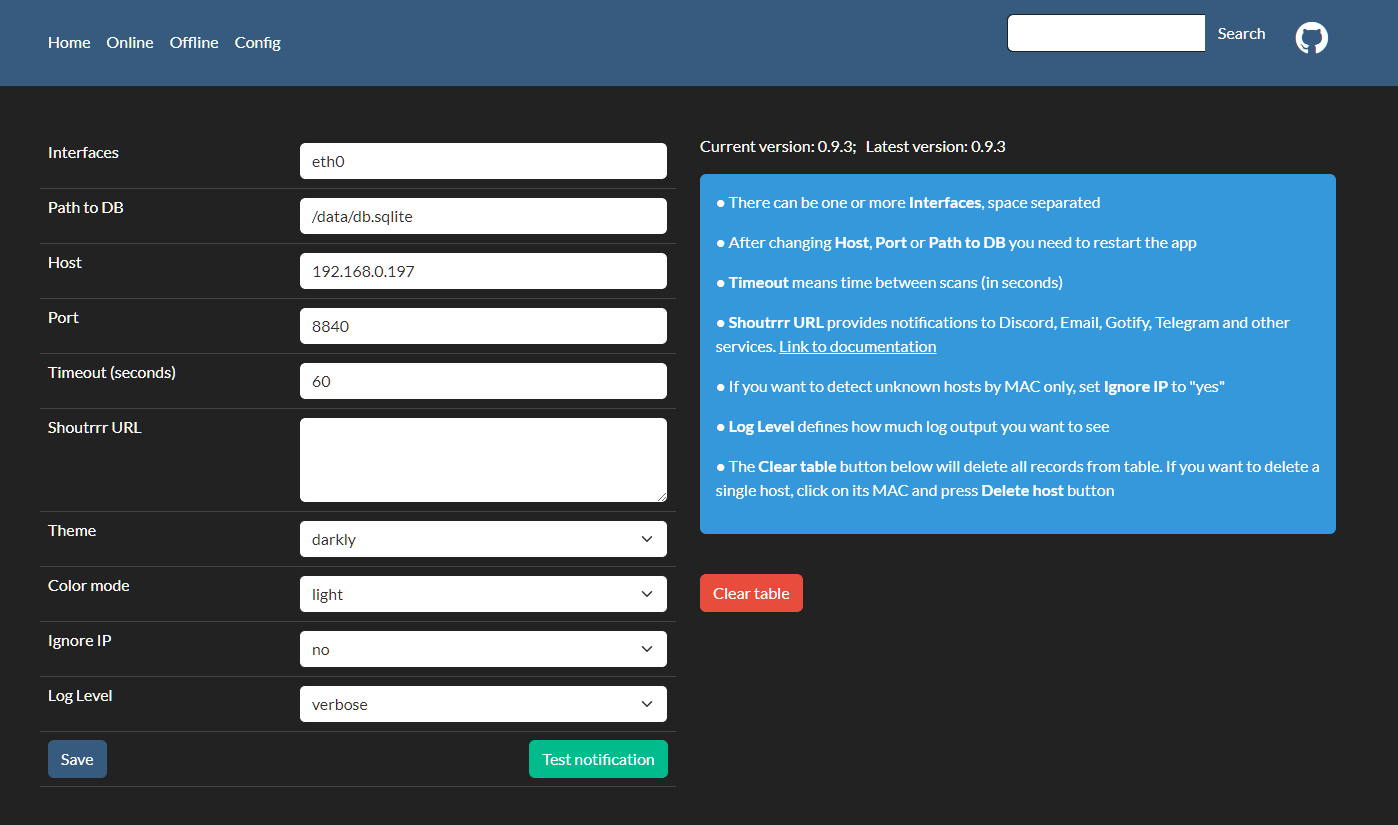 Home Online Offline Config
Search
Interfaces
eth0
Path to DB
/data/db.sqlite
Host
192.168.0.197
Port
8840
Timeout (seconds)
60
Shoutrrr URL
Theme
darkly
Color mode
light
Ignore IP
no
Log Level
verbose
Save
Test notification
Current version: 0.9.3; Latest version: 0.9.3
● There can be one or more Interfaces, space separated
● After changing Host, Port or Path to DB you need to restart the app
● Timeout means time between scans (in seconds)
● Shoutrrr URL provides notifications to Discord, Email, Gotify, Telegram and other
services. Link to documentation
● If you want to detect unknown hosts by MAC only, set Ignore IP to "yes"
● Log Level defines how much log output you want to see
● The Clear table button below will delete all records from table. If you want to delete a
single host, click on its MAC and press Delete host button
Clear table